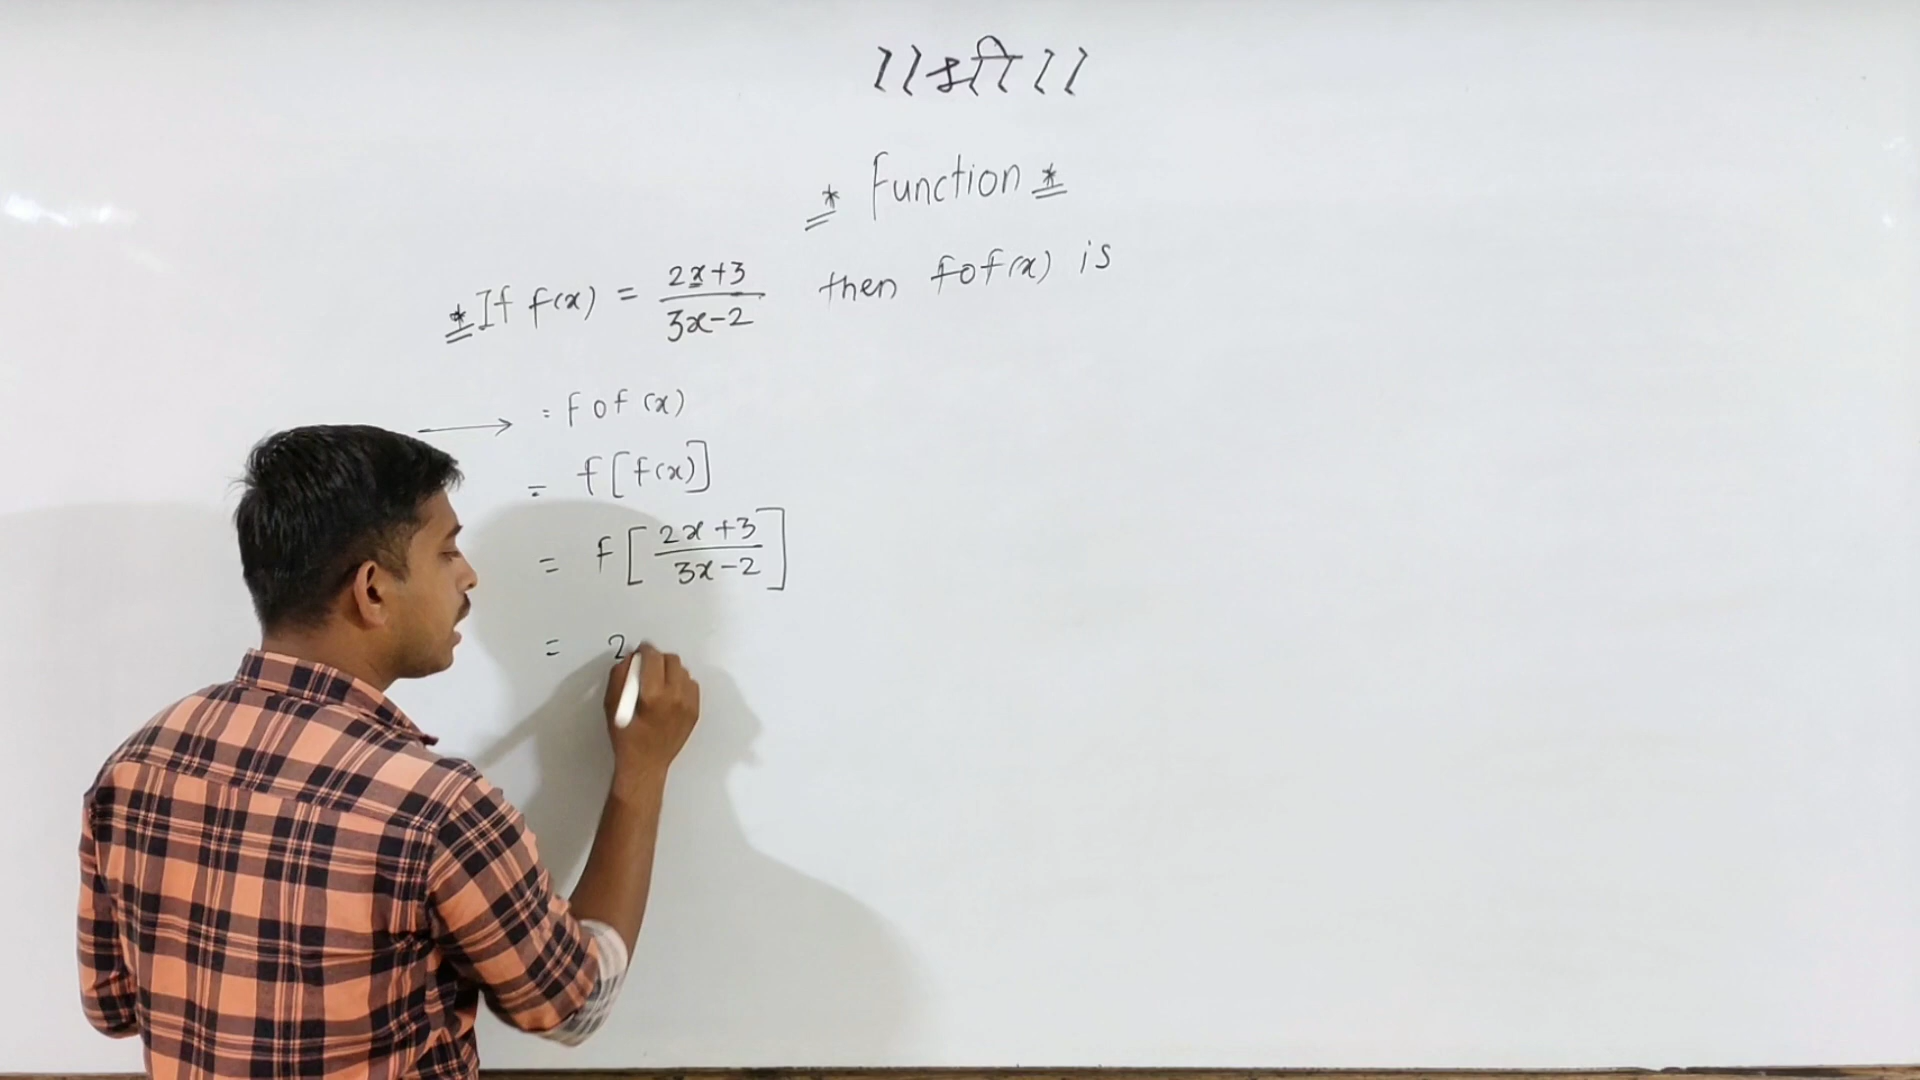 ।।श्री।।
* Function *
* If f(x) = (2x+3)/(3x-2) then fof(x) is
= fof(x)
= f[f(x)]
= f[(2x+3)/(3x-2)]
= 2